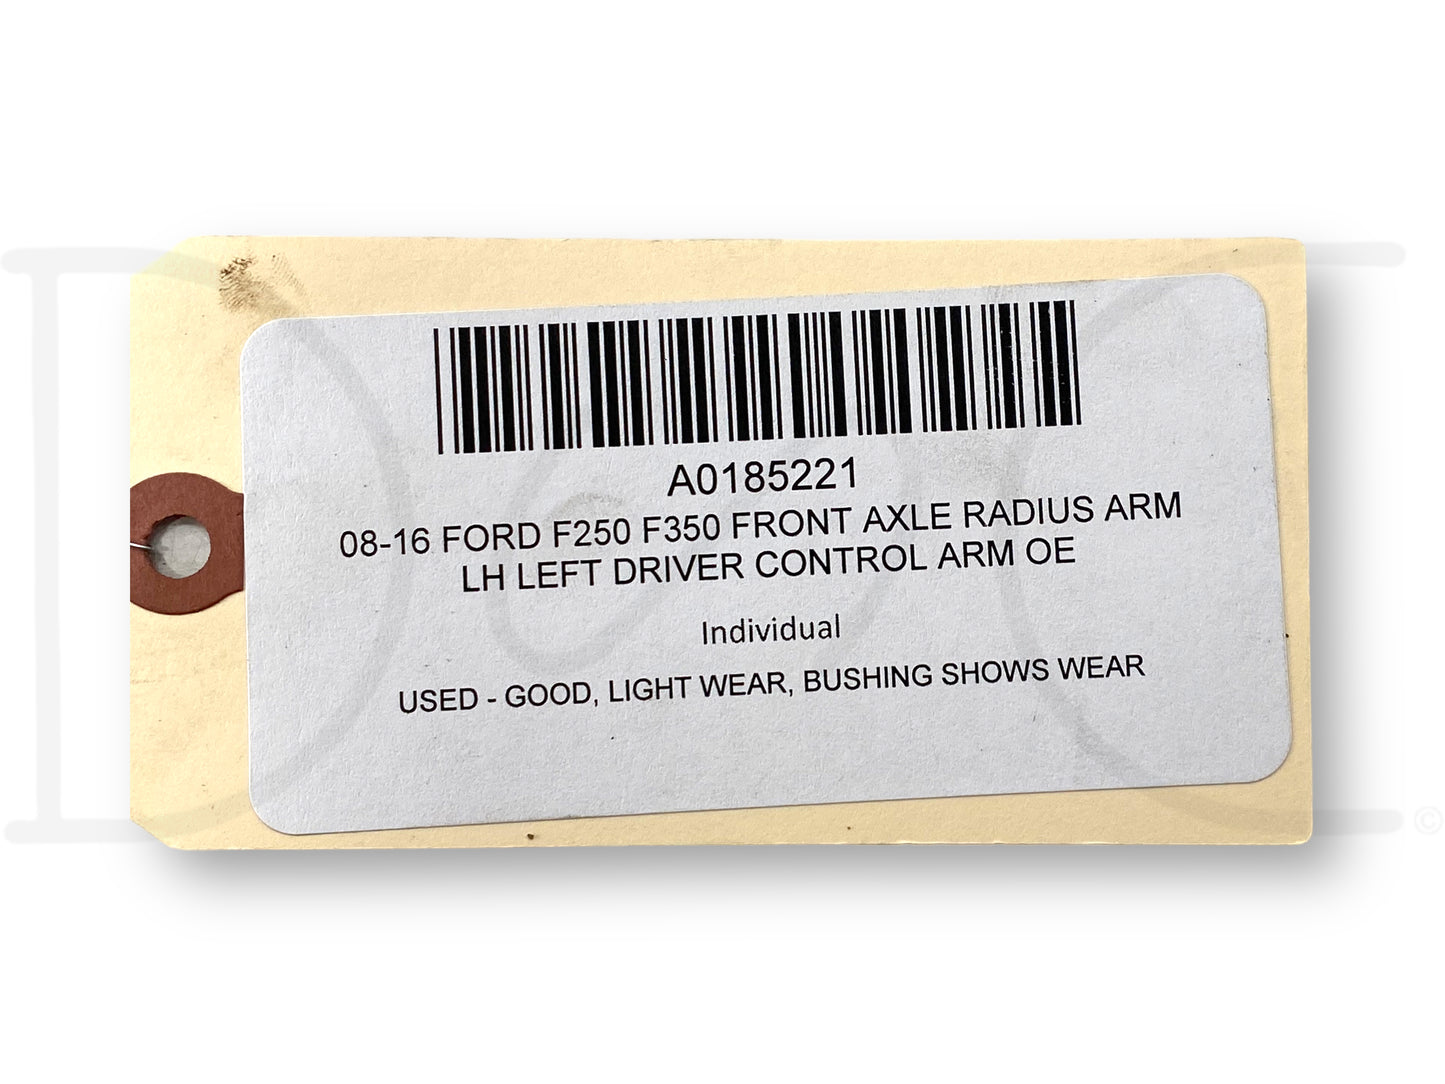 A0185221
08-16 FORD F250 F350 FRONT AXLE RADIUS ARM
LH LEFT DRIVER CONTROL ARM OE
Individual
USED - GOOD, LIGHT WEAR, BUSHING SHOWS WEAR